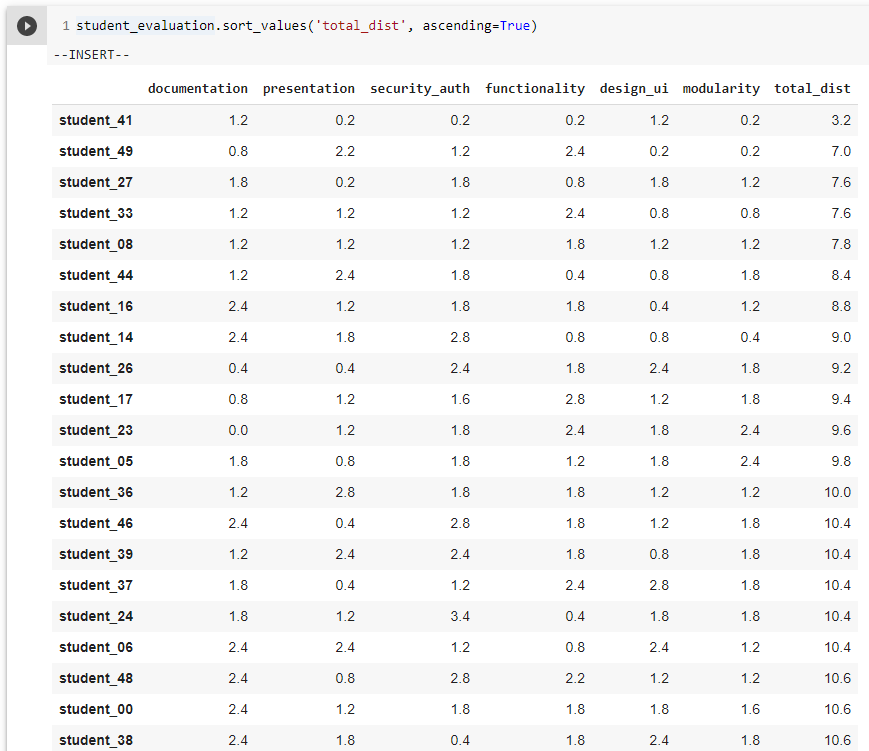 1 student_evaluation.sort_values('total_dist', ascending=True)
--INSERT--
documentation presentation security_auth functionality design_ui modularity total_dist
student_41 1.2 0.2 0.2 0.2 1.2 0.2 3.2
student_49 0.8 2.2 1.2 2.4 0.2 0.2 7.0
student_27 1.8 0.2 1.8 0.8 1.8 1.2 7.6
student_33 1.2 1.2 1.2 2.4 0.8 0.8 7.6
student_08 1.2 1.2 1.2 1.8 1.2 1.2 7.8
student_44 1.2 2.4 1.8 0.4 0.8 1.8 8.4
student_16 2.4 1.2 1.8 1.8 0.4 1.2 8.8
student_14 2.4 1.8 2.8 0.8 0.8 0.4 9.0
student_26 0.4 0.4 2.4 1.8 2.4 1.8 9.2
student_17 0.8 1.2 1.6 2.8 1.2 1.8 9.4
student_23 0.0 1.2 1.8 2.4 1.8 2.4 9.6
student_05 1.8 0.8 1.8 1.2 1.8 2.4 9.8
student_36 1.2 2.8 1.8 1.8 1.2 1.2 10.0
student_46 2.4 0.4 2.8 1.8 1.2 1.8 10.4
student_39 1.2 2.4 2.4 1.8 0.8 1.8 10.4
student_37 1.8 0.4 1.2 2.4 2.8 1.8 10.4
student_24 1.8 1.2 3.4 0.4 1.8 1.8 10.4
student_06 2.4 2.4 1.2 0.8 2.4 1.2 10.4
student_48 2.4 0.8 2.8 2.2 1.2 1.2 10.6
student_00 2.4 1.2 1.8 1.8 1.8 1.6 10.6
student_38 2.4 1.8 0.4 1.8 2.4 1.8 10.6